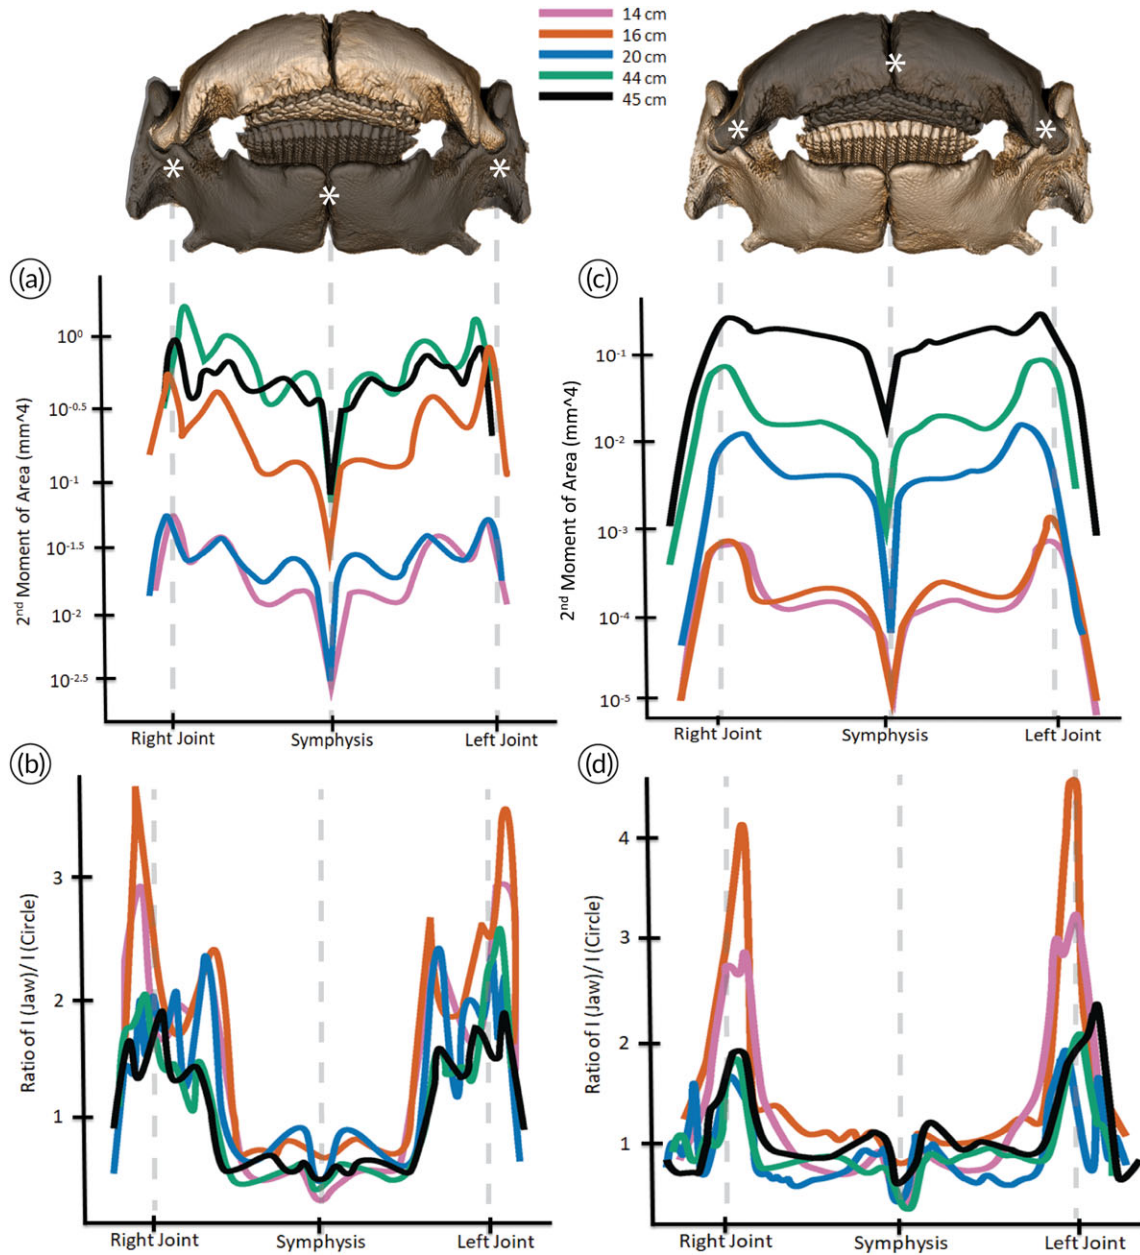 14 cm
16 cm
20 cm
44 cm
45 cm
* * *
* * *
(a)
2nd Moment of Area (mm^4)
10^0
10^-0.5
10^-1
10^-1.5
10^-2
10^-2.5
Right Joint Symphysis Left Joint
(c)
2nd Moment of Area (mm^4)
10^-1
10^-2
10^-3
10^-4
10^-5
Right Joint Symphysis Left Joint
(b)
Ratio of I (Jaw)/ I (Circle)
3
2
1
Right Joint Symphysis Left Joint
(d)
Ratio of I (Jaw)/ I (Circle)
4
3
2
1
Right Joint Symphysis Left Joint